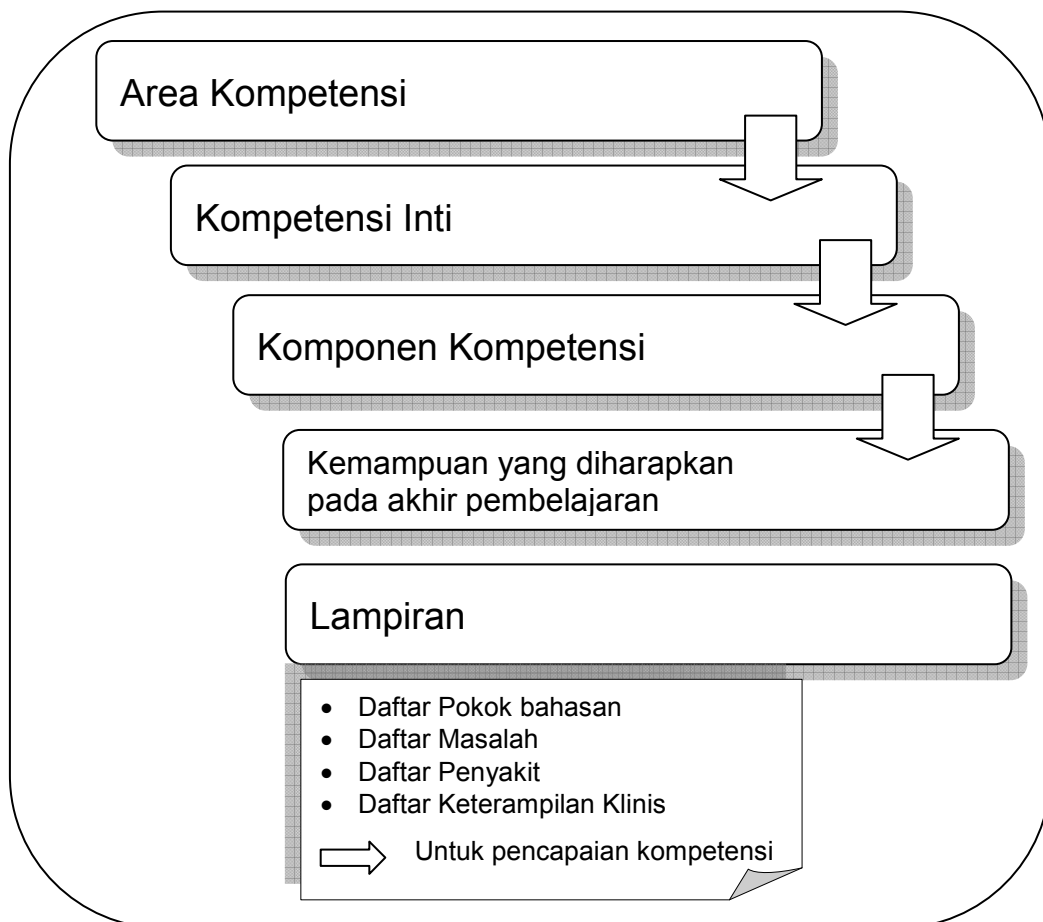 Area Kompetensi
Kompetensi Inti
Komponen Kompetensi
Kemampuan yang diharapkan
pada akhir pembelajaran
Lampiran
• Daftar Pokok bahasan
• Daftar Masalah
• Daftar Penyakit
• Daftar Keterampilan Klinis
Untuk pencapaian kompetensi